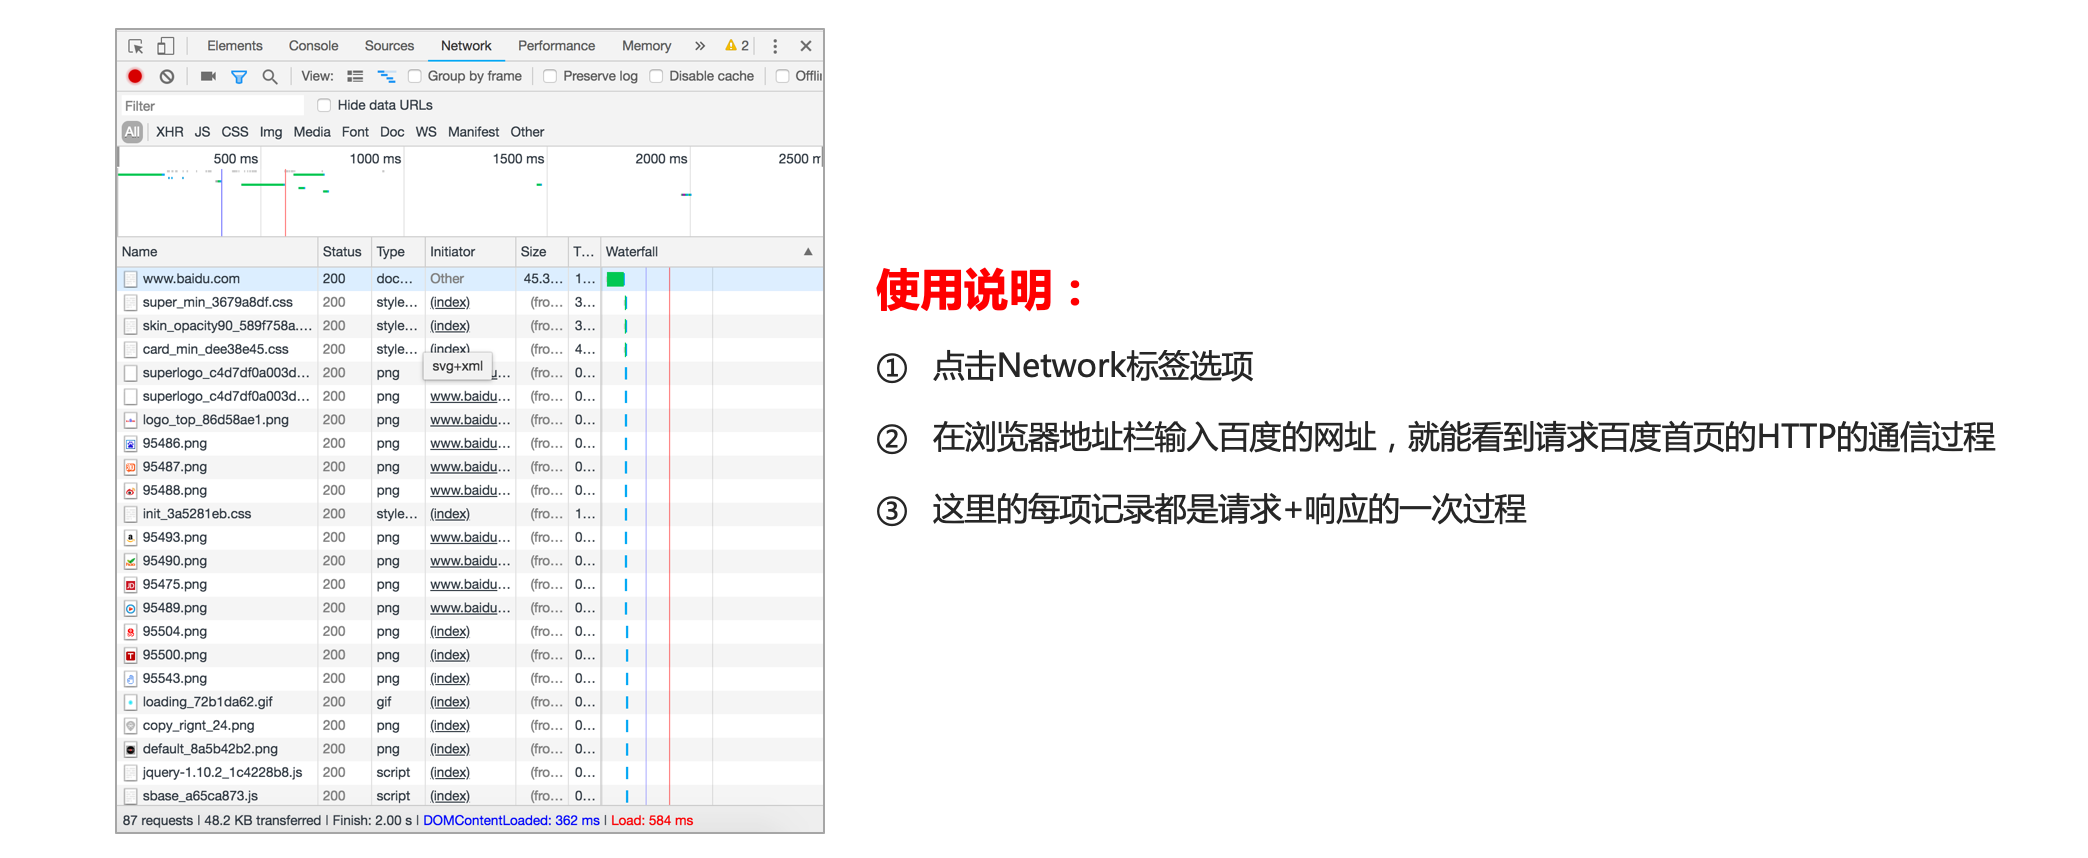 Elements Console Sources Network Performance Memory » 2
View: Group by frame Preserve log Disable cache
Filter Hide data URLs
All XHR JS CSS Img Media Font Doc WS Manifest Other
500 ms 1000 ms 1500 ms 2000 ms 2500
Name Status Type Initiator Size T... Waterfall
www.baidu.com 200 doc... Other 45.3... 1...
super_min_3679a8df.css 200 style... (index) (fro... 3...
skin_opacity90_589f758a.... 200 style... (index) (fro... 3...
card_min_dee38e45.css 200 style... (index) (fro... 4...
svg+xml
superlogo_c4d7df0a003d... 200 png (fro... 0...
superlogo_c4d7df0a003d... 200 png www.baidu... (fro... 0...
logo_top_86d58ae1.png 200 png www.baidu... (fro... 0...
95486.png 200 png www.baidu... (fro... 0...
95487.png 200 png www.baidu... (fro... 0...
95488.png 200 png www.baidu... (fro... 0...
init_3a5281eb.css 200 style... (index) (fro... 1...
95493.png 200 png www.baidu... (fro... 0...
95490.png 200 png www.baidu... (fro... 0...
95475.png 200 png www.baidu... (fro... 0...
95489.png 200 png www.baidu... (fro... 0...
95504.png 200 png (index) (fro... 0...
95500.png 200 png (index) (fro... 0...
95543.png 200 png (index) (fro... 0...
loading_72b1da62.gif 200 gif (index) (fro... 0...
copy_rignt_24.png 200 png (index) (fro... 0...
default_8a5b42b2.png 200 png (index) (fro... 0...
jquery-1.10.2_1c4228b8.js 200 script (index) (fro... 0...
sbase_a65ca873.js 200 script (index) (fro... 0...
87 requests | 48.2 KB transferred | Finish: 2.00 s | DOMContentLoaded: 362 ms | Load: 584 ms
使用说明：
① 点击Network标签选项
② 在浏览器地址栏输入百度的网址，就能看到请求百度首页的HTTP的通信过程
③ 这里的每项记录都是请求+响应的一次过程